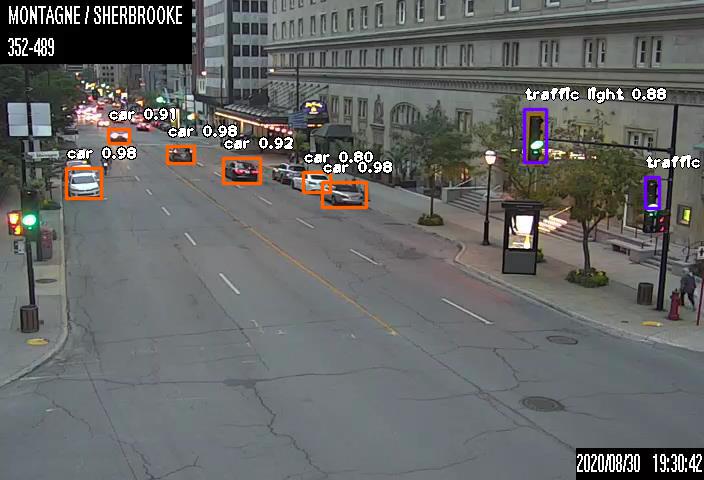 MONTAGNE / SHERBROOKE
352-489
traffic light 0.88
car 0.91
car 0.98
car 0.92
car 0.98
car 0.80
car 0.98
traffic
2020/08/30 19:30:42